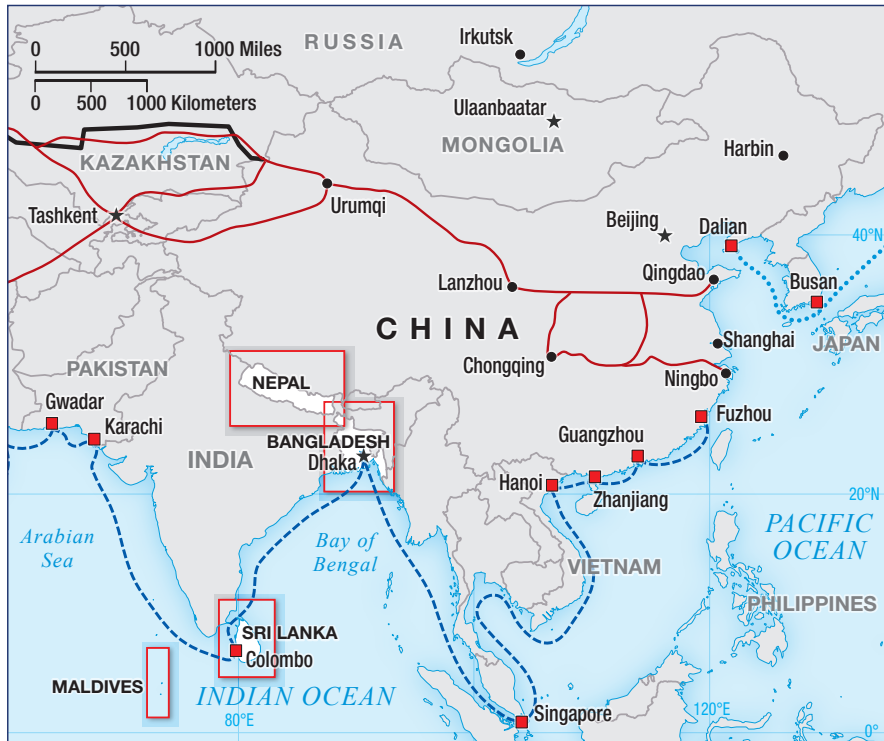 RUSSIA
Irkutsk
0 500 1000 Miles
0 500 1000 Kilometers
Ulaanbaatar
MONGOLIA
Harbin
KAZAKHSTAN
Tashkent
Urumqi
Beijing
Dalian
40°N
Lanzhou
Qingdao
Busan
CHINA
Shanghai
JAPAN
Chongqing
Ningbo
PAKISTAN
NEPAL
Gwadar
Karachi
Fuzhou
BANGLADESH
Guangzhou
INDIA
Dhaka
Hanoi
Zhanjiang
20°N
Arabian
Sea
Bay of
Bengal
PACIFIC
OCEAN
VIETNAM
PHILIPPINES
SRI LANKA
Colombo
MALDIVES
INDIAN OCEAN
Singapore
80°E
120°E
0°